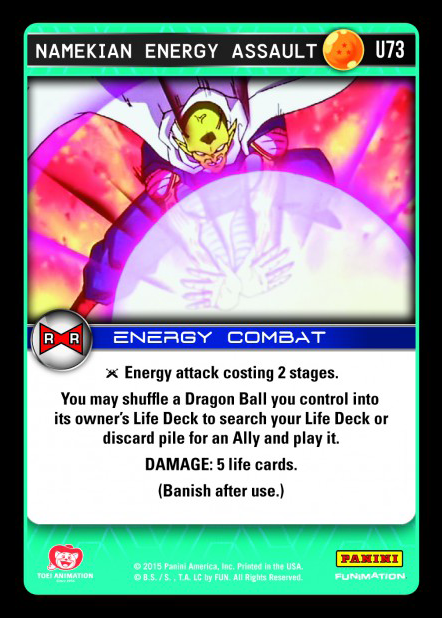 NAMEKIAN ENERGY ASSAULT U73
R R
ENERGY COMBAT
Energy attack costing 2 stages.
You may shuffle a Dragon Ball you control into
its owner's Life Deck to search your Life Deck or
discard pile for an Ally and play it.
DAMAGE: 5 life cards.
(Banish after use.)
TOEI ANIMATION
© 2015 Panini America, Inc. Printed in the USA.
© B.S. / S. , T.A. LC by FUN. All Rights Reserved.
PANINI
FUNIMATION